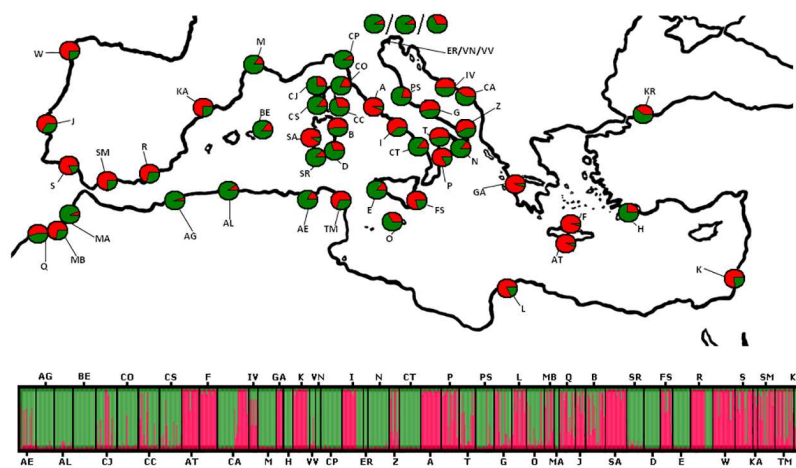 CP
ER/VN/VV
M
W
CO
A
PS
IV
CA
KA
CJ
CS
CC
G
Z
KR
BE
J
SA
B
I
T
CT
N
P
SM
R
S
SR
D
GA
E
FS
F
H
MA
AG
AL
AE
TM
O
AT
Q
MB
K
L
AG BE CO CS F IV GA K VN I N CT P PS L MB Q B SR FS R S SM K
AE AL CJ CC AT CA M H VV CP ER Z A T G O MA J SA D E W KA TM